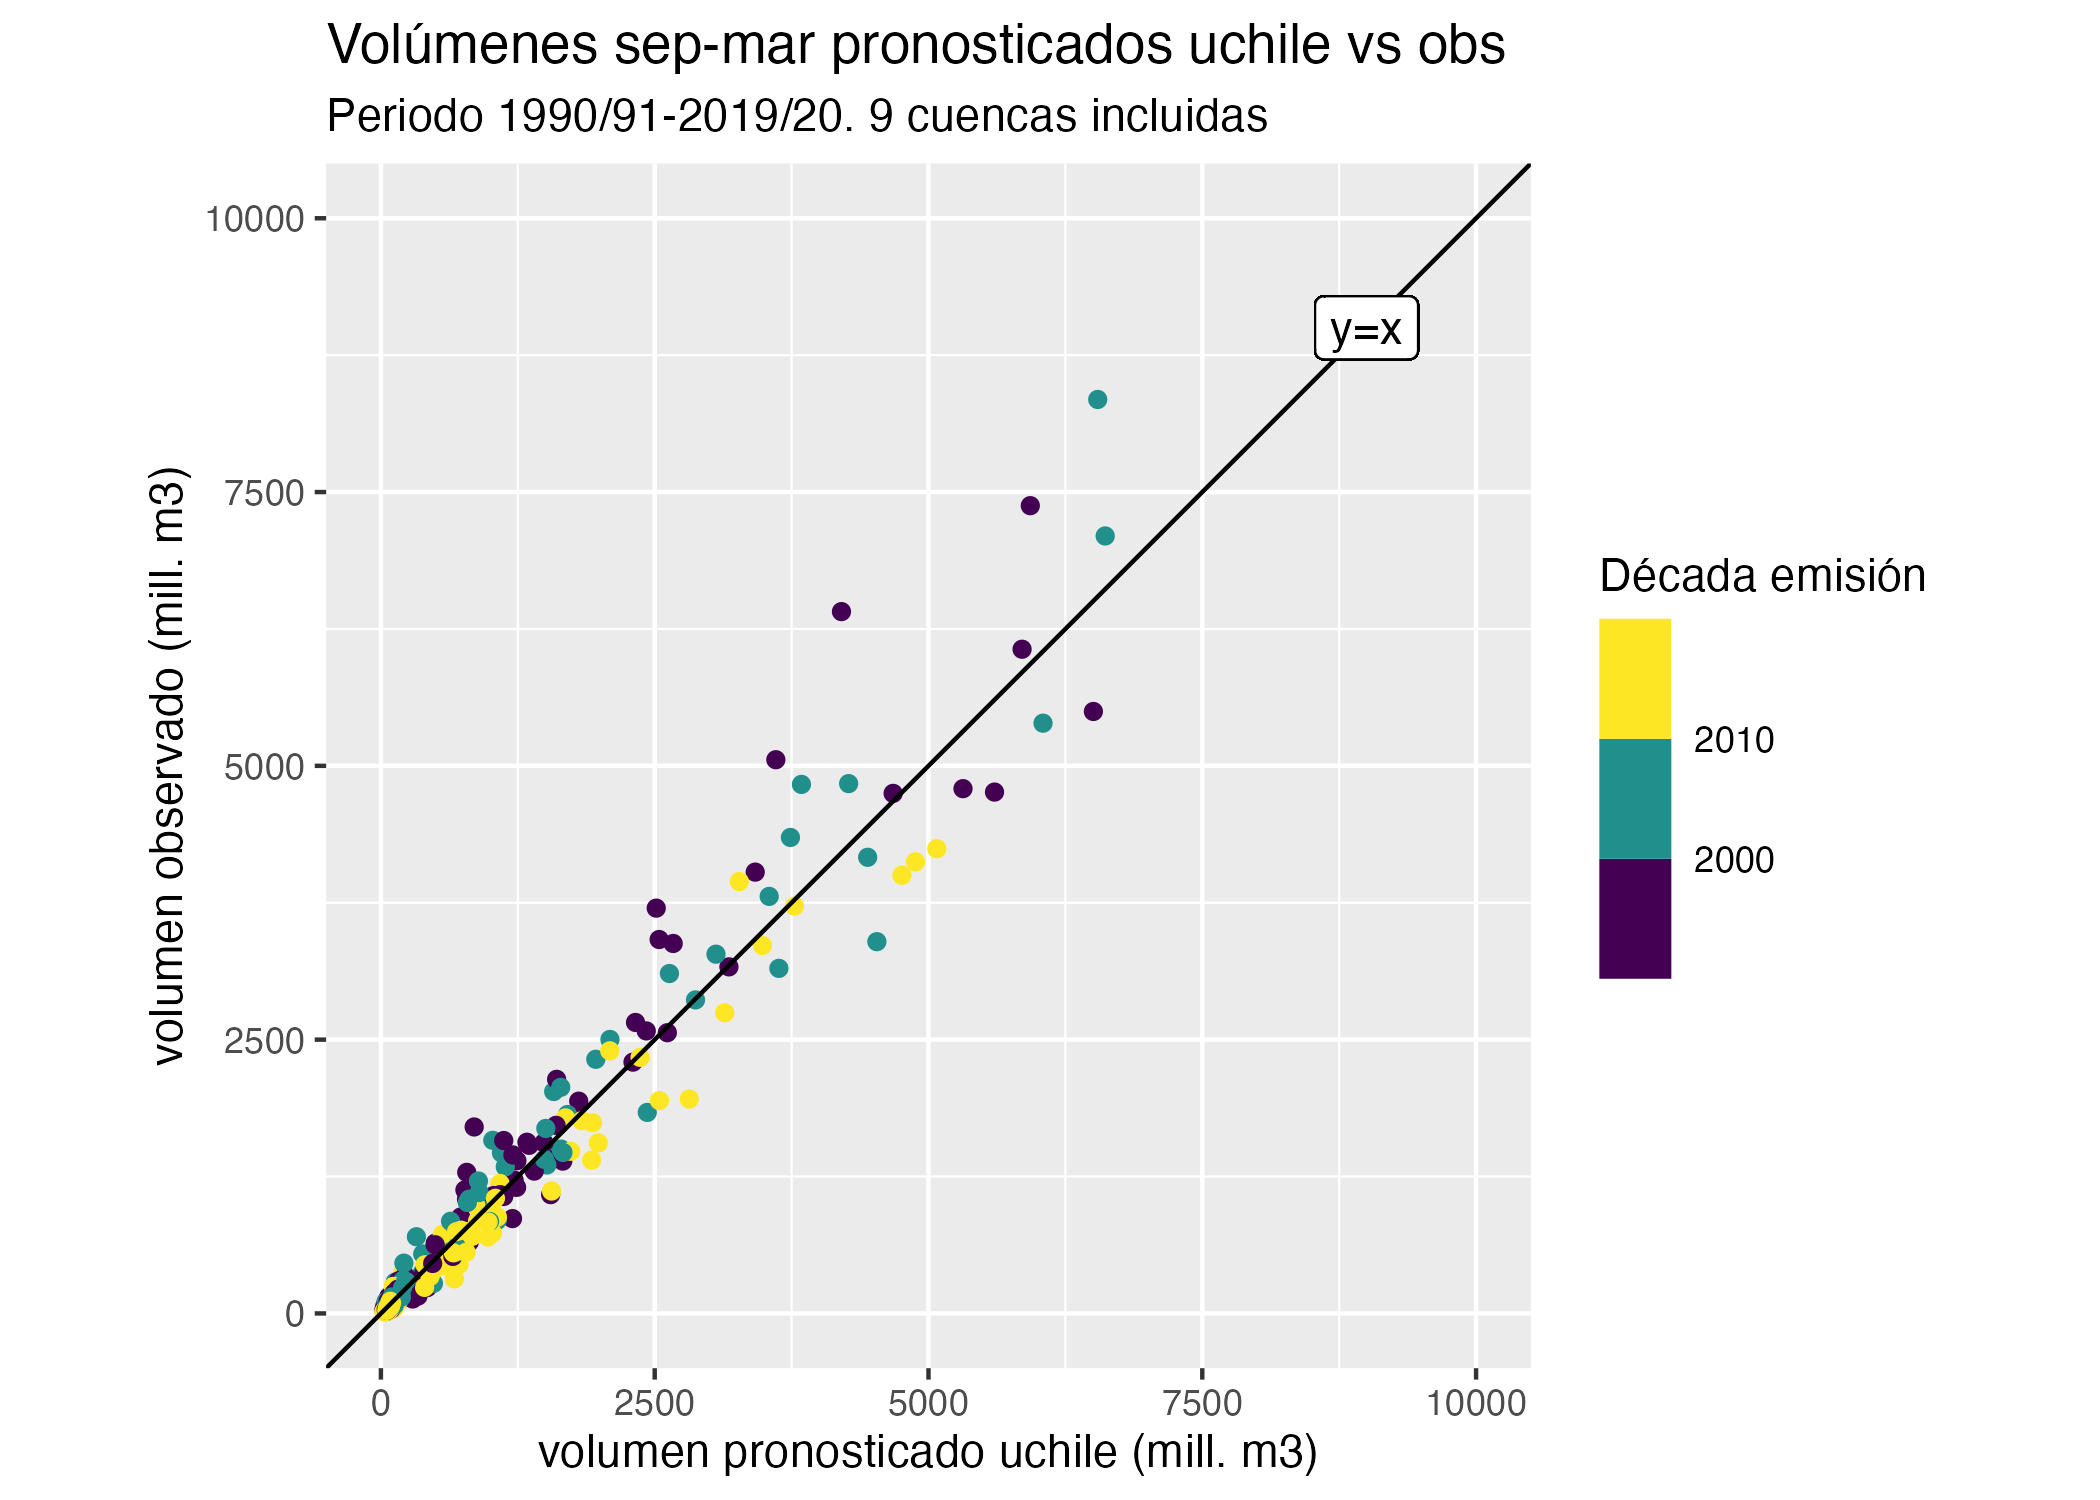 Volúmenes sep-mar pronosticados uchile vs obs
Periodo 1990/91-2019/20. 9 cuencas incluidas
10000
7500
5000
2500
0
volumen observado (mill. m3)
y=x
0 2500 5000 7500 10000
volumen pronosticado uchile (mill. m3)
Década emisión
2010
2000